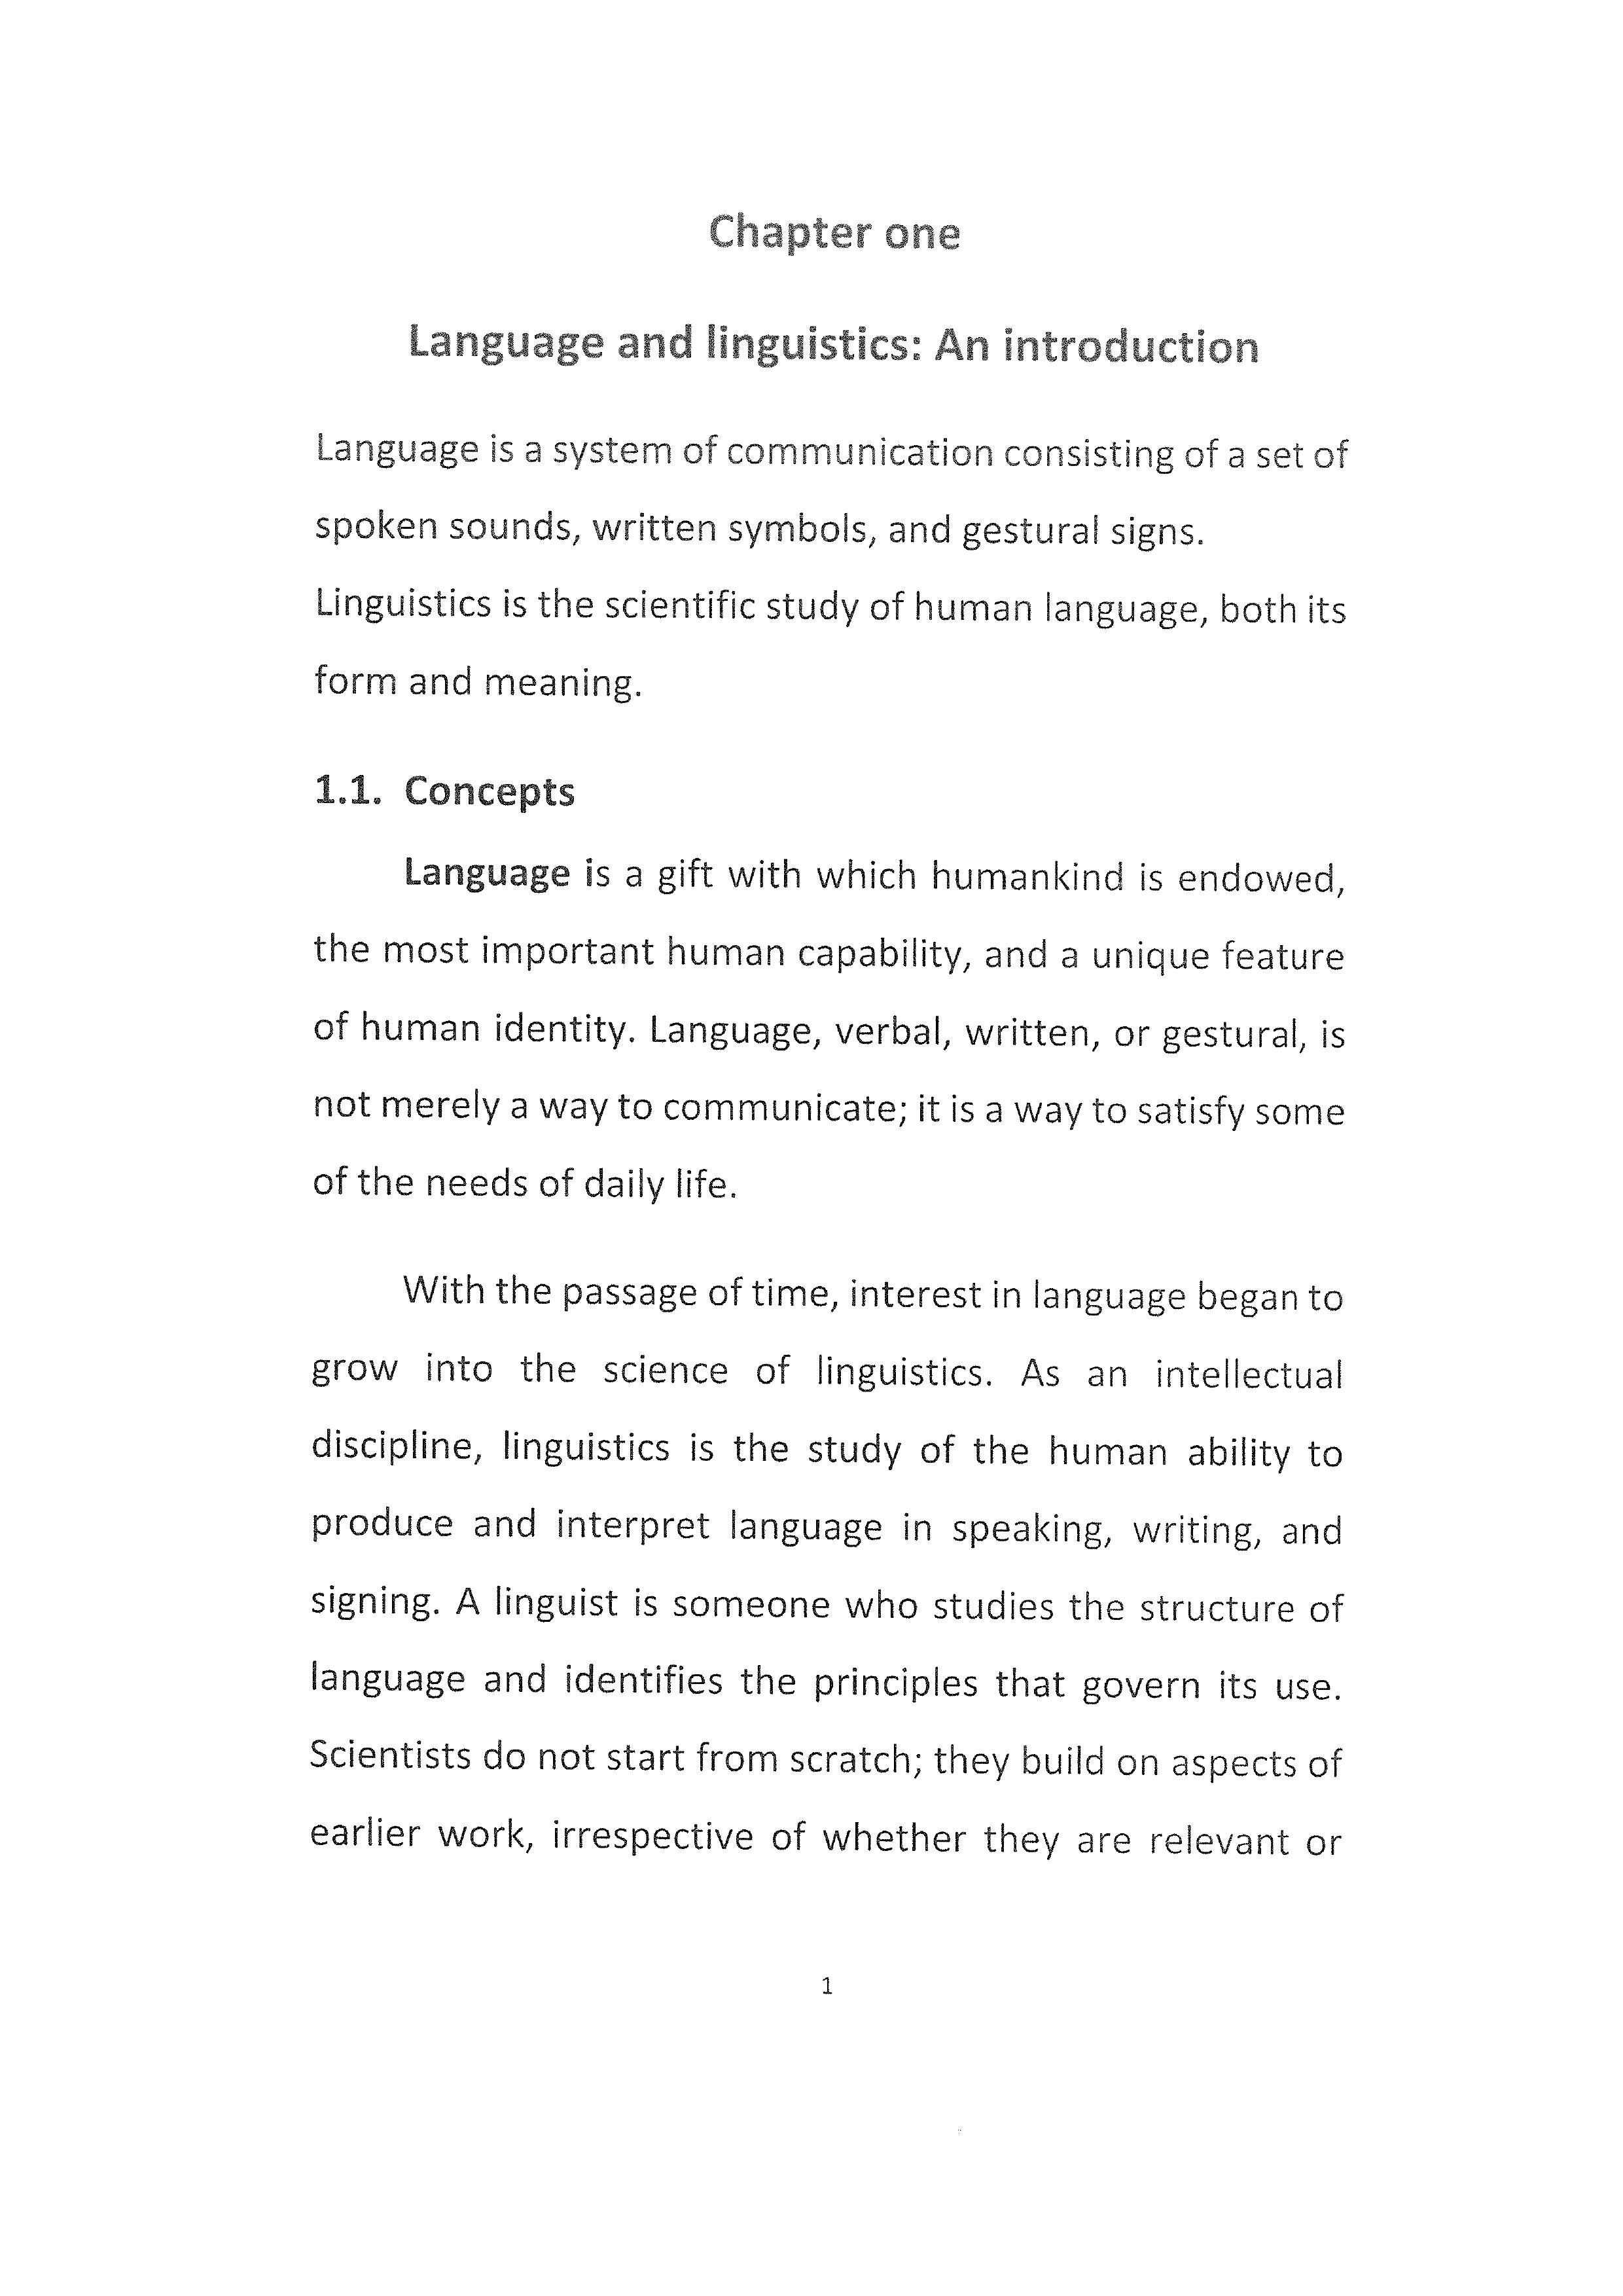 Chapter one
Language and linguistics: An introduction
Language is a system of communication consisting of a set of
spoken sounds, written symbols, and gestural signs.
Linguistics is the scientific study of human language, both its
form and meaning.
1.1. Concepts
Language is a gift with which humankind is endowed,
the most important human capability, and a unique feature
of human identity. Language, verbal, written, or gestural, is
not merely a way to communicate; it is a way to satisfy some
of the needs of daily life.
With the passage of time, interest in language began to
grow into the science of linguistics. As an intellectual
discipline, linguistics is the study of the human ability to
produce and interpret language in speaking, writing, and
signing. A linguist is someone who studies the structure of
language and identifies the principles that govern its use.
Scientists do not start from scratch; they build on aspects of
earlier work, irrespective of whether they are relevant or
1